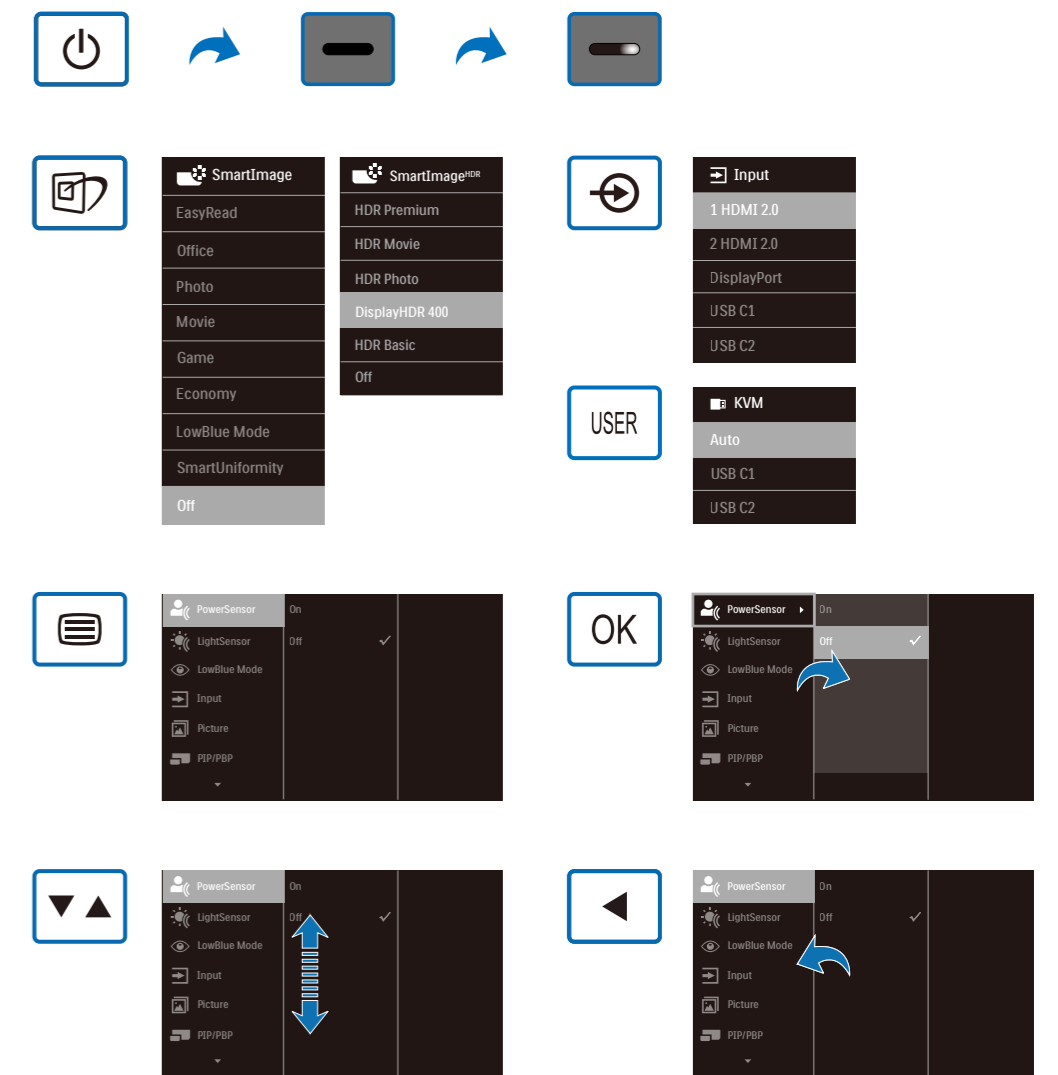 SmartImage
EasyRead
Office
Photo
Movie
Game
Economy
LowBlue Mode
SmartUniformity
Off
SmartImageHDR
HDR Premium
HDR Movie
HDR Photo
DisplayHDR 400
HDR Basic
Off
Input
1 HDMI 2.0
2 HDMI 2.0
DisplayPort
USB C1
USB C2
USER
KVM
Auto
USB C1
USB C2
PowerSensor On
LightSensor Off
LowBlue Mode
Input
Picture
PIP/PBP
OK
PowerSensor On
LightSensor Off
LowBlue Mode
Input
Picture
PIP/PBP
PowerSensor On
LightSensor Off
LowBlue Mode
Input
Picture
PIP/PBP
PowerSensor On
LightSensor Off
LowBlue Mode
Input
Picture
PIP/PBP